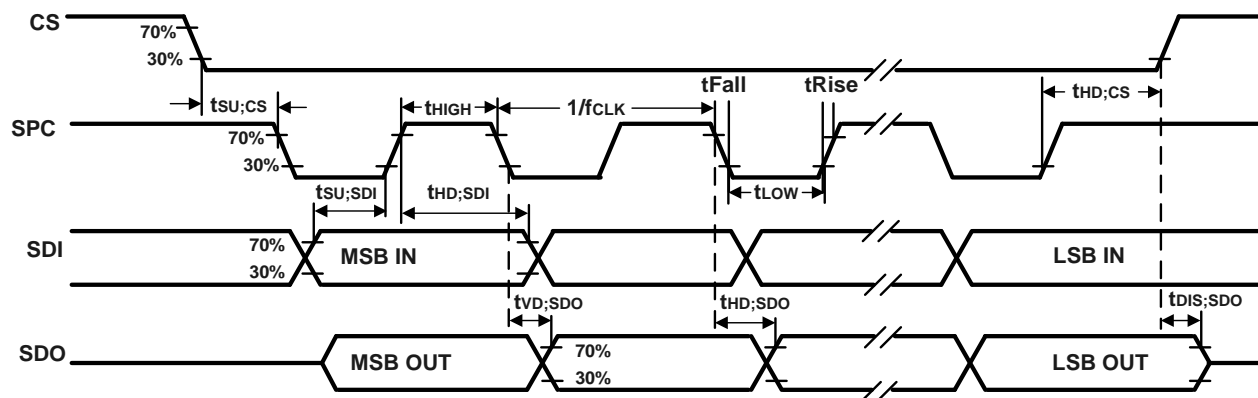 CS
70%
30%
tFall
tRise
tSU;CS
tHIGH
1/fCLK
tHD;CS
SPC
70%
30%
tSU;SDI
tHD;SDI
tLOW
SDI
70%
30%
MSB IN
LSB IN
tVD;SDO
tHD;SDO
tDIS;SDO
SDO
MSB OUT
70%
30%
LSB OUT